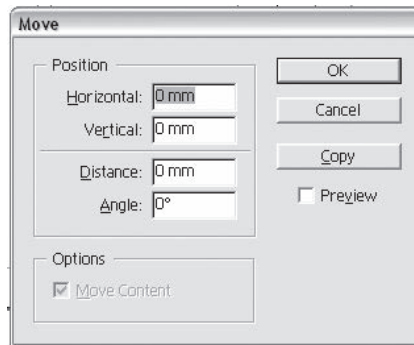 Move
Position
Horizontal: 0 mm
Vertical: 0 mm
Distance: 0 mm
Angle: 0°
OK
Cancel
Copy
Preview
Options
Move Content